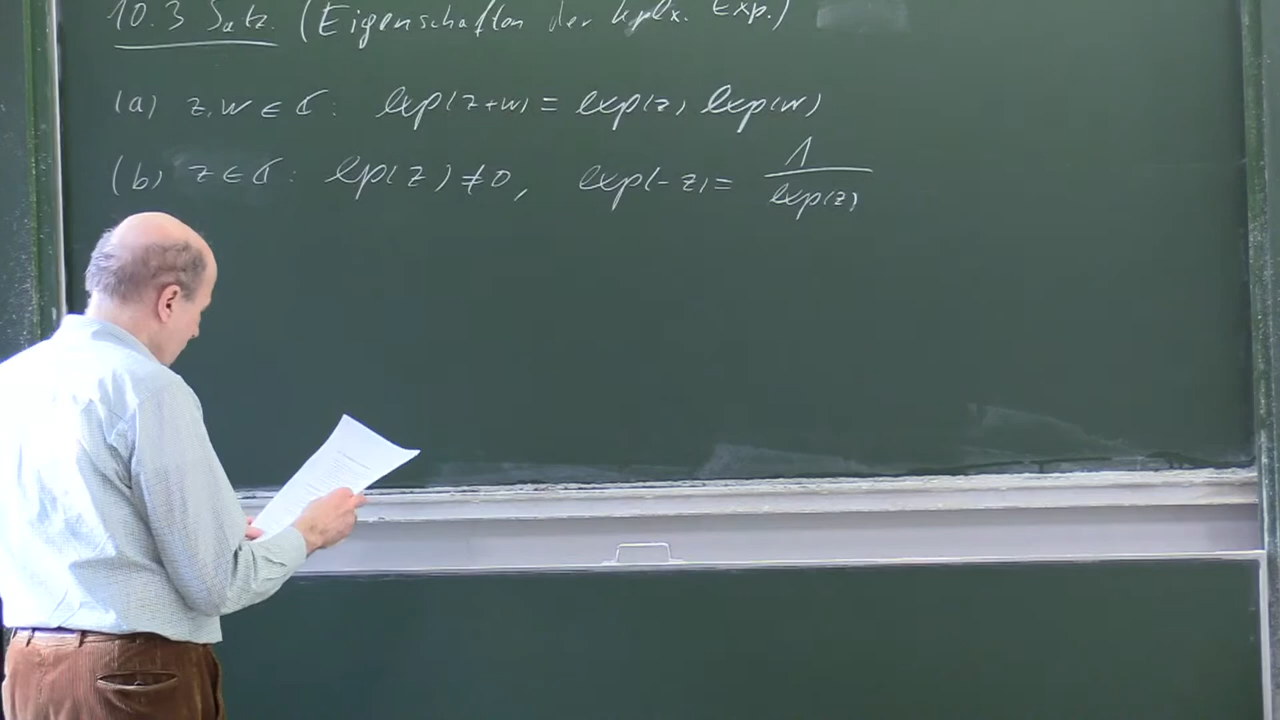 10.3 Satz. (Eigenschaften der kplx. Exp.)
(a) z, w ∈ ℂ: exp(z+w) = exp(z) exp(w)
(b) z ∈ ℂ: exp(z) ≠ 0, exp(-z) = 1/exp(z)